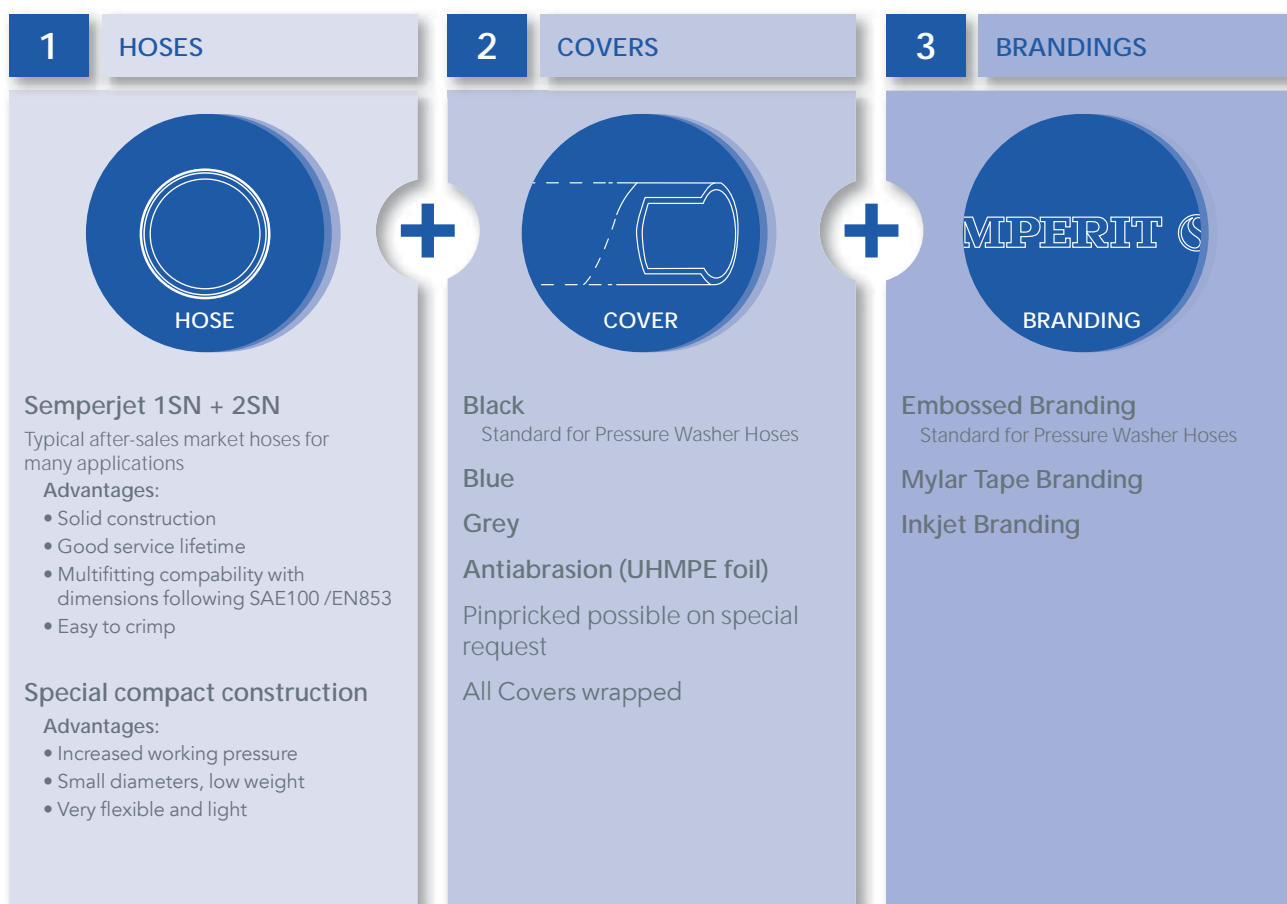 1
HOSES
HOSE
Semperjet 1SN + 2SN
Typical after-sales market hoses for
many applications
Advantages:
• Solid construction
• Good service lifetime
• Multifitting compability with
dimensions following SAE100 /EN853
• Easy to crimp
Special compact construction
Advantages:
• Increased working pressure
• Small diameters, low weight
• Very flexible and light
+
2
COVERS
COVER
Black
Standard for Pressure Washer Hoses
Blue
Grey
Antiabrasion (UHMPE foil)
Pinpricked possible on special
request
All Covers wrapped
+
3
BRANDINGS
MPERIT S
BRANDING
Embossed Branding
Standard for Pressure Washer Hoses
Mylar Tape Branding
Inkjet Branding